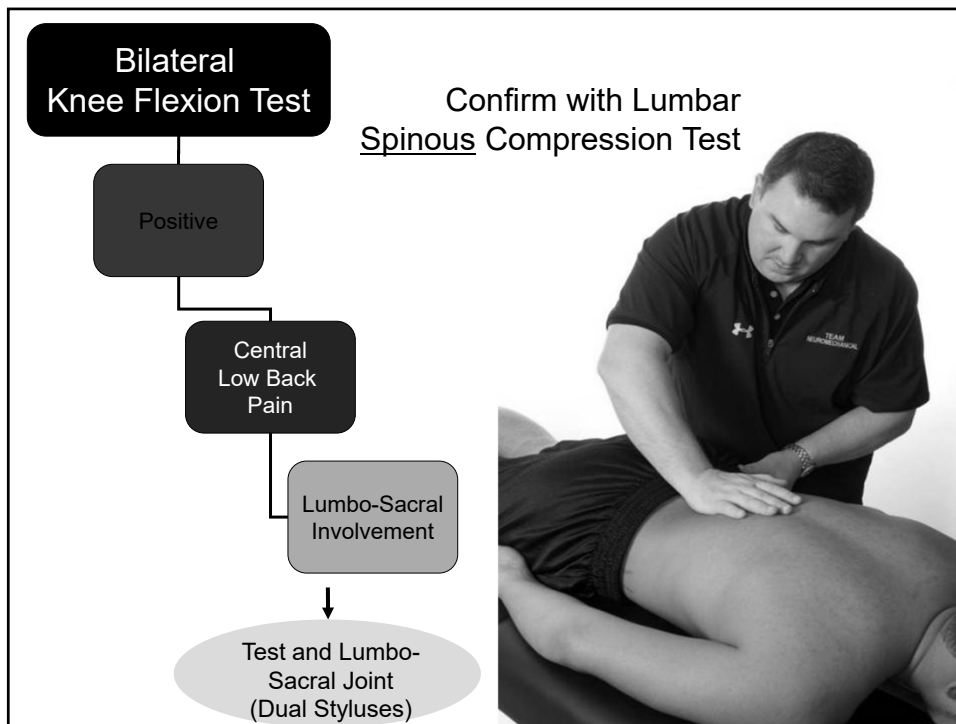 Bilateral
Knee Flexion Test
Confirm with Lumbar
Spinous Compression Test
Positive
TEAM
NEUROMECHANICAL
Central
Low Back
Pain
Lumbo-Sacral
Involvement
Test and Lumbo-
Sacral Joint
(Dual Styluses)